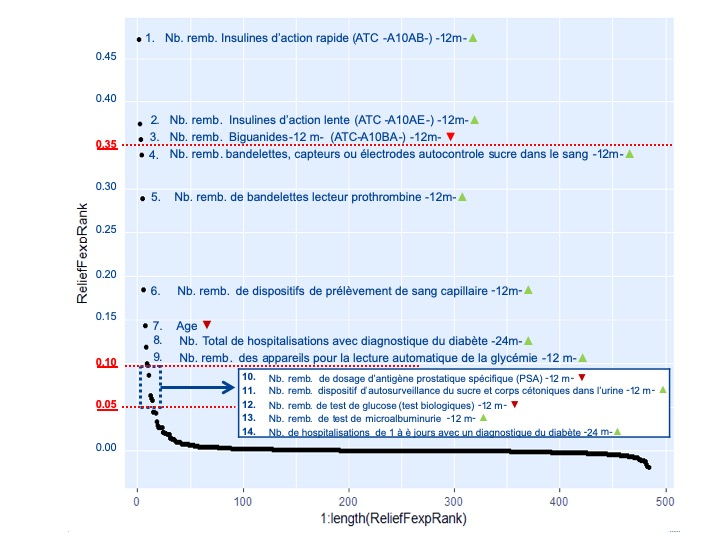 1. Nb. remb. Insulines d'action rapide (ATC -A10AB-) -12m-
0.45
0.40
2. Nb. remb. Insulines d'action lente (ATC -A10AE-) -12m-
3. Nb. remb. Biguanides-12 m- (ATC-A10BA-) -12m-
0.35
4. Nb. remb. bandelettes, capteurs ou électrodes autocontrole sucre dans le sang -12m-
0.30
5. Nb. remb. de bandelettes lecteur prothrombine -12m-
0.25
ReliefFexpRank
0.20
6. Nb. remb. de dispositifs de prélèvement de sang capillaire -12m-
0.15
7. Age
8. Nb. Total de hospitalisations avec diagnostique du diabète -24m-
9. Nb. remb. des appareils pour la lecture automatique de la glycémie -12 m-
0.10
10. Nb. remb. de dosage d'antigène prostatique spécifique (PSA) -12 m-
11. Nb. remb. dispositif d'autosurveillance du sucre et corps cétoniques dans l'urine -12 m-
12. Nb. remb. de test de glucose (test biologiques) -12 m-
0.05
13. Nb. remb. de test de microalbuminurie -12 m-
14. Nb. de hospitalisations de 1 à è jours avec un diagnostique du diabète -24 m-
0.00
0 100 200 300 400 500
1:length(ReliefFexpRank)